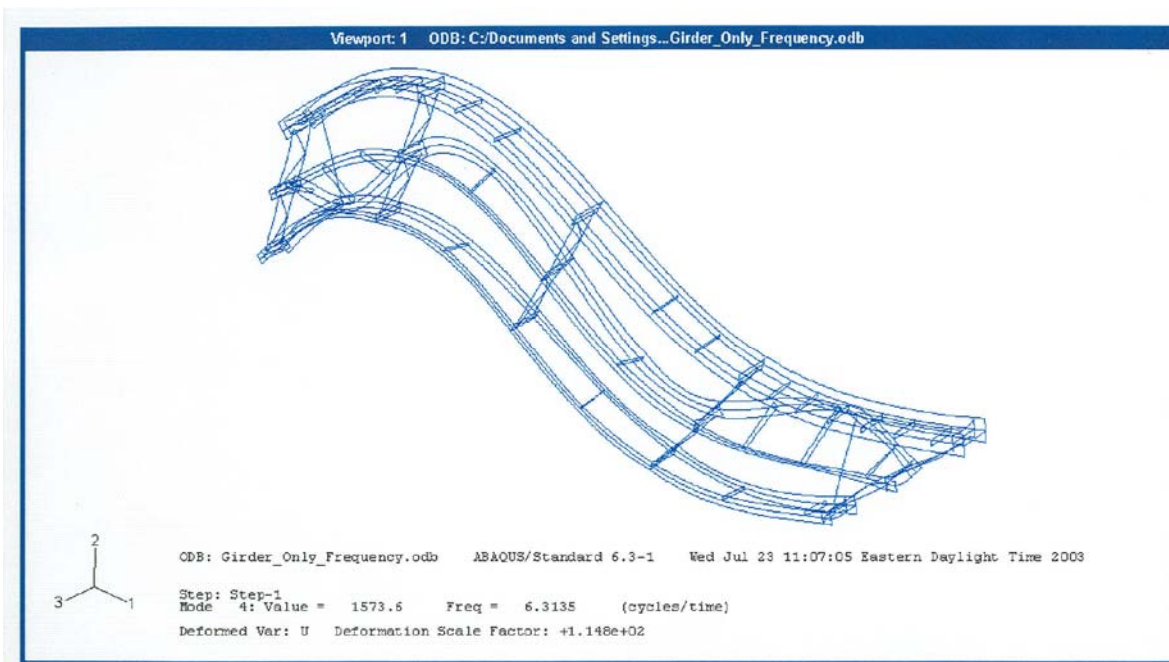 Viewport: 1 ODB: C:/Documents and Settings...Girder_Only_Frequency.odb
2
3
1
ODB: Girder_Only_Frequency.odb ABAQUS/Standard 6.3-1 Wed Jul 23 11:07:05 Eastern Daylight Time 2003
Step: Step-1
Mode 4: Value = 1573.6 Freq = 6.3135 (cycles/time)
Deformed Var: U Deformation Scale Factor: +1.148e+02